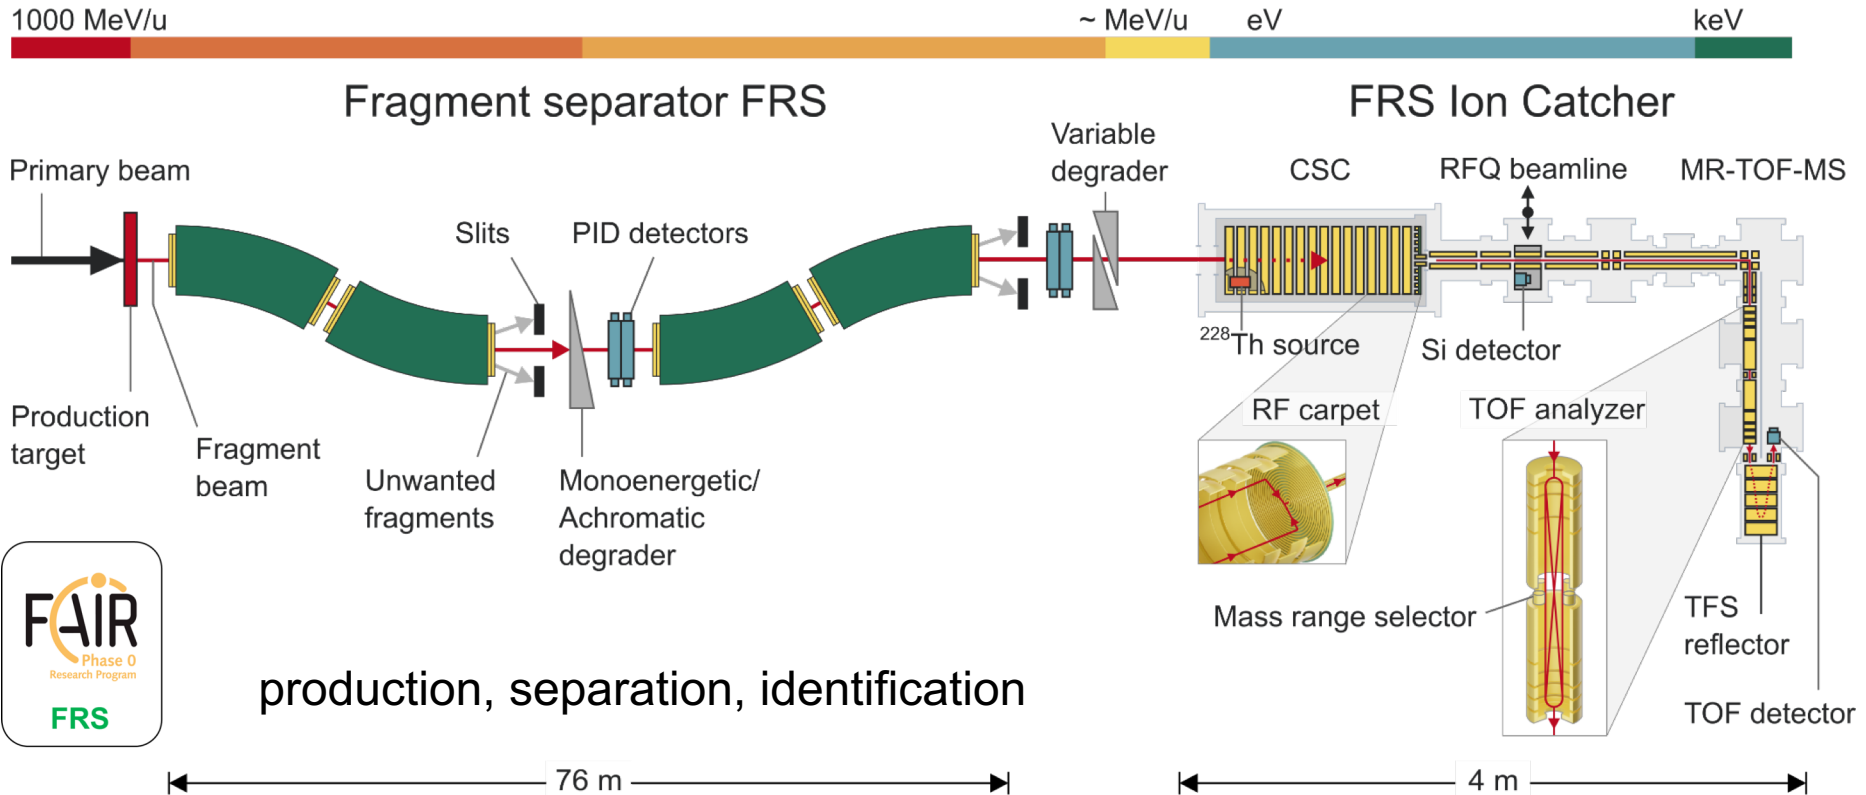 1000 MeV/u
~ MeV/u
eV
keV
Fragment separator FRS
FRS Ion Catcher
Variable
degrader
Primary beam
CSC
RFQ beamline
MR-TOF-MS
Slits
PID detectors
228Th source
Si detector
Production
target
Fragment
beam
Unwanted
fragments
Monoenergetic/
Achromatic
degrader
RF carpet
TOF analyzer
Mass range selector
TFS
reflector
TOF detector
FAIR
Phase 0
Research Program
FRS
production, separation, identification
76 m
4 m